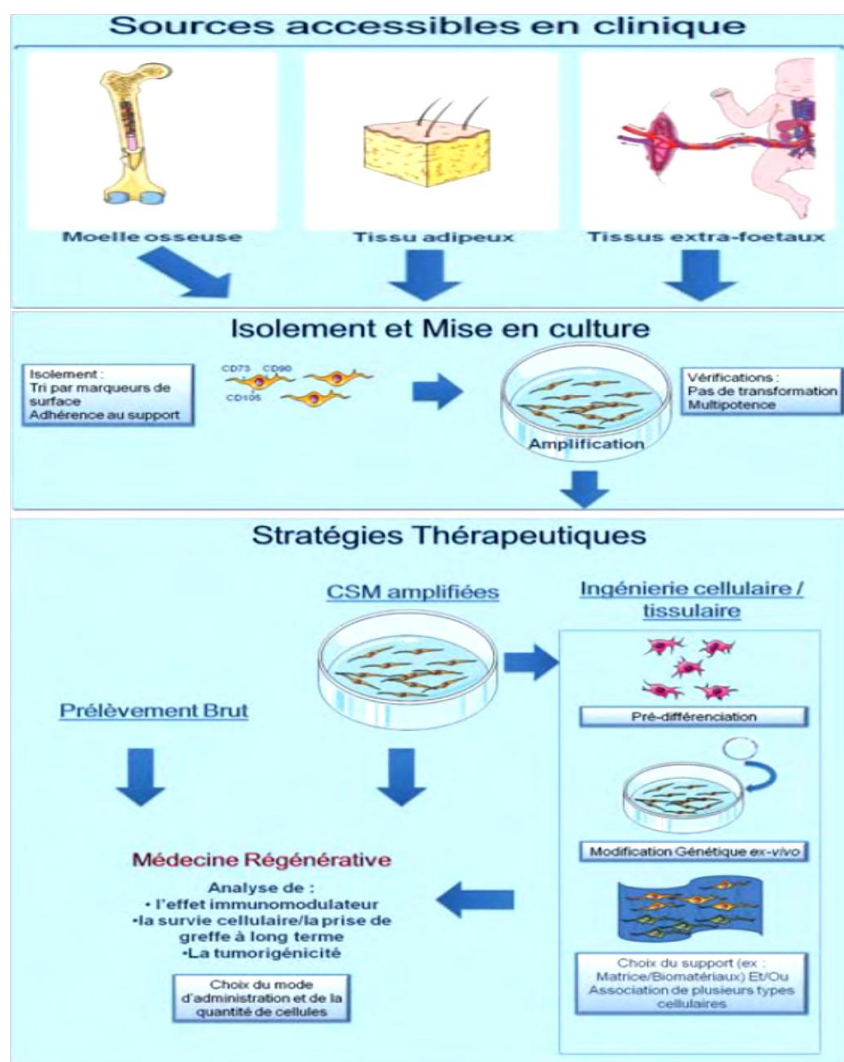 Sources accessibles en clinique
Moelle osseuse
Tissu adipeux
Tissus extra-foetaux
Isolement et Mise en culture
Isolement :
Tri par marqueurs de
surface
Adhérence au support
CD73
CD90
CD105
Amplification
Vérifications :
Pas de transformation
Multipotence
Stratégies Thérapeutiques
CSM amplifiées
Ingénierie cellulaire /
tissulaire
Prélèvement Brut
Pré-différenciation
Modification Génétique ex-vivo
Choix du support (ex :
Matrice/Biomatériaux) Et/Ou
Association de plusieurs types
cellulaires
Médecine Régénérative
Analyse de :
• l'effet immunomodulateur
•la survie cellulaire/la prise de
greffe à long terme
•La tumorigénicité
Choix du mode
d'administration et de la
quantité de cellules